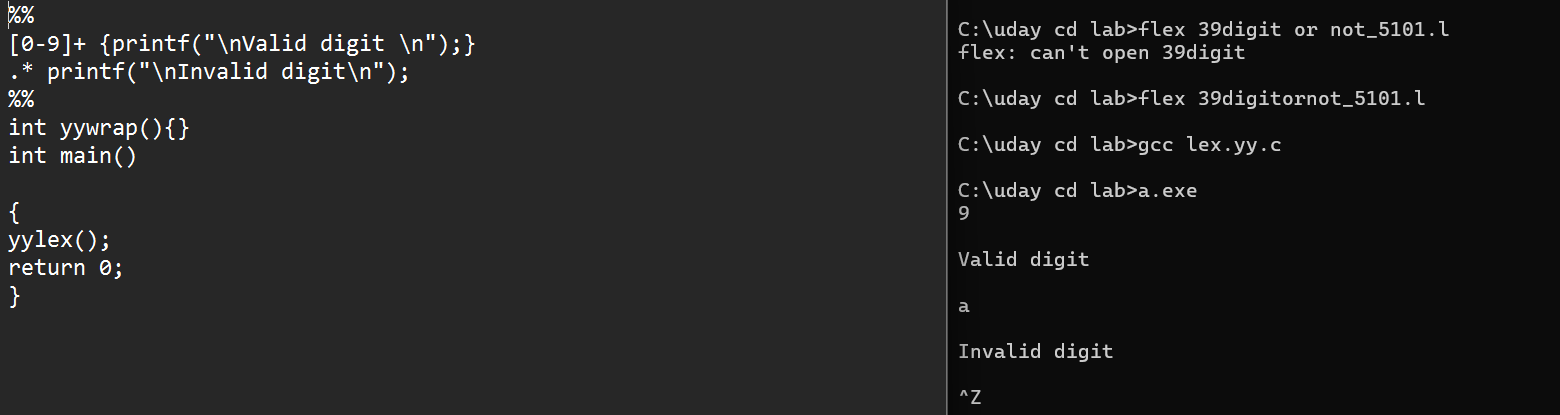 %%
[0-9]+ {printf("\nValid digit \n");}
.* printf("\nInvalid digit\n");
%%
int yywrap(){}
int main()
{
yylex();
return 0;
}
C:\uday cd lab>flex 39digit or not_5101.l
flex: can't open 39digit
C:\uday cd lab>flex 39digitornot_5101.l
C:\uday cd lab>gcc lex.yy.c
C:\uday cd lab>a.exe
9
Valid digit
a
Invalid digit
^Z